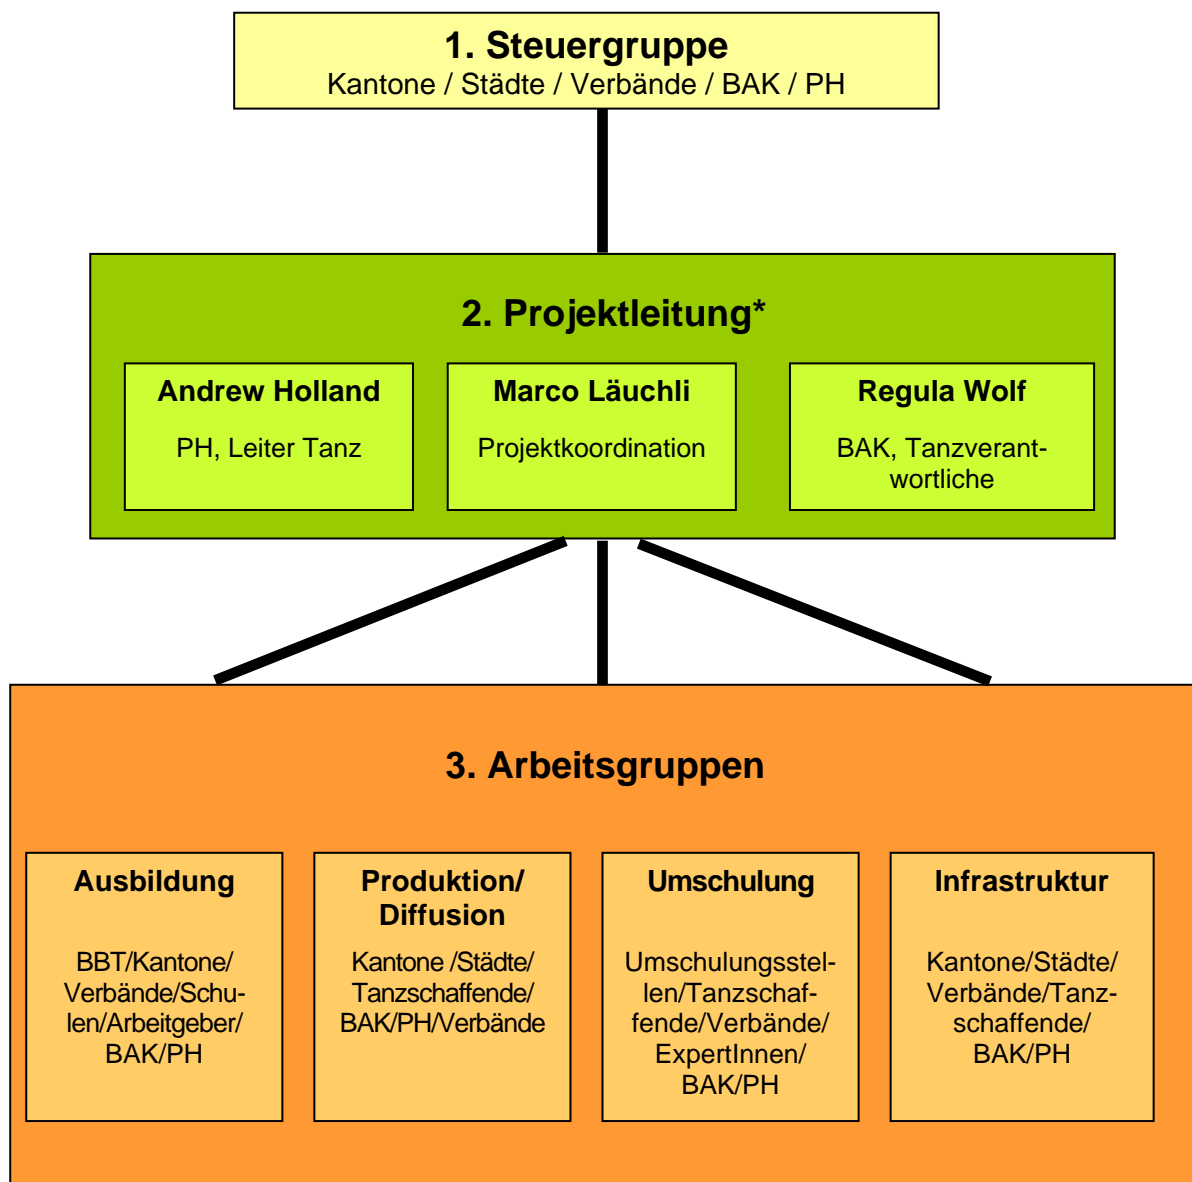 1. Steuergruppe
Kantone / Städte / Verbände / BAK / PH
2. Projektleitung*
Andrew Holland
PH, Leiter Tanz
Marco Läuchli
Projektkoordination
Regula Wolf
BAK, Tanzverant-
wortliche
3. Arbeitsgruppen
Ausbildung
BBT/Kantone/
Verbände/Schu-
len/Arbeitgeber/
BAK/PH
Produktion/
Diffusion
Kantone /Städte/
Tanzschaffende/
BAK/PH/Verbände
Umschulung
Umschulungsstel-
len/Tanzschaf-
fende/Verbände/
ExpertInnen/
BAK/PH
Infrastruktur
Kantone/Städte/
Verbände/Tanz-
schaffende/
BAK/PH